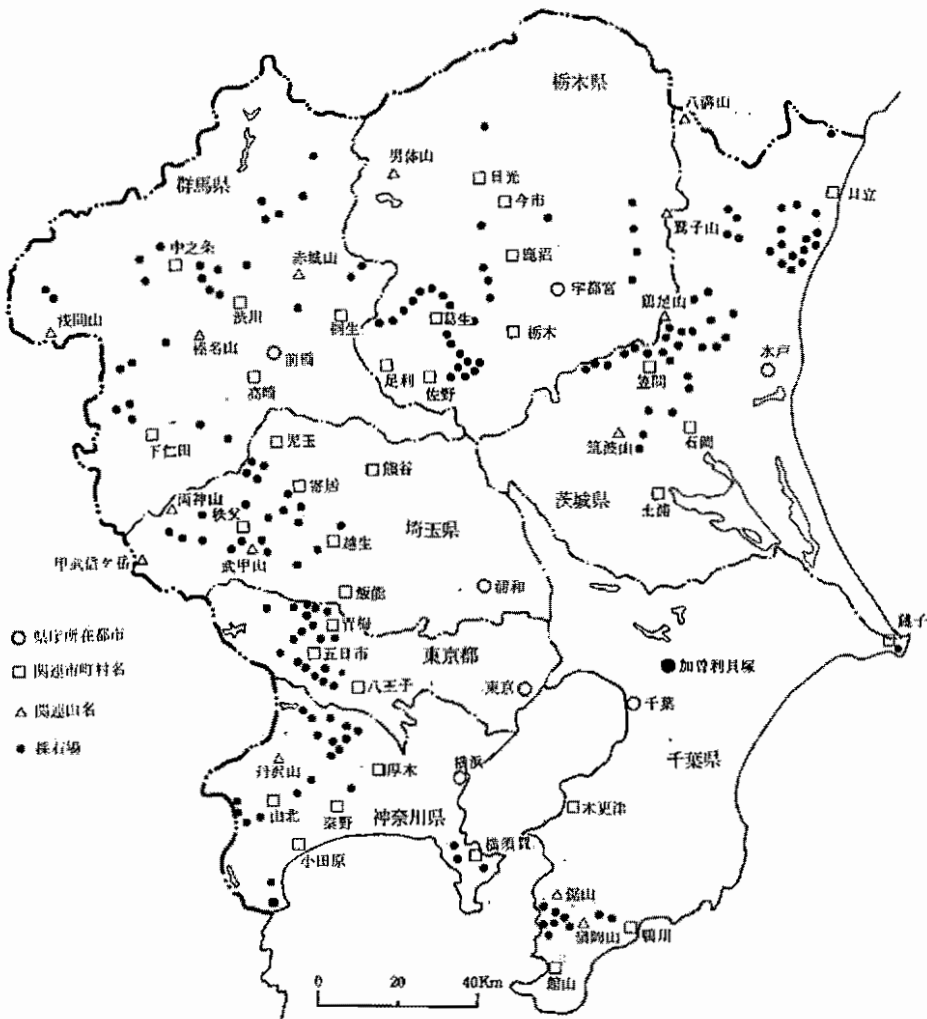 栃木県
八溝山
男体山
日光
群馬県
日立
今市
鷲子山
中之条
赤城山
鹿沼
宇都宮
浅間山
渋川
桐生
葛生
鶏足山
榛名山
栃木
前橋
水戸
足利
笠間
高崎
佐野
下仁田
児玉
筑波山
石岡
熊谷
両神山
寄居
茨城県
土浦
秩父
埼玉県
越生
甲武信ヶ岳
武甲山
飯能
浦和
青梅
銚子
○ 県庁所在都市
五日市
東京都
加曽利貝塚
□ 関連市町村名
八王子
東京
千葉
△ 関連山名
● 採石場
千葉県
丹沢山
厚木
横浜
山北
秦野
神奈川県
木更津
小田原
横須賀
鋸山
嶺岡山
鴨川
館山
0 20 40Km